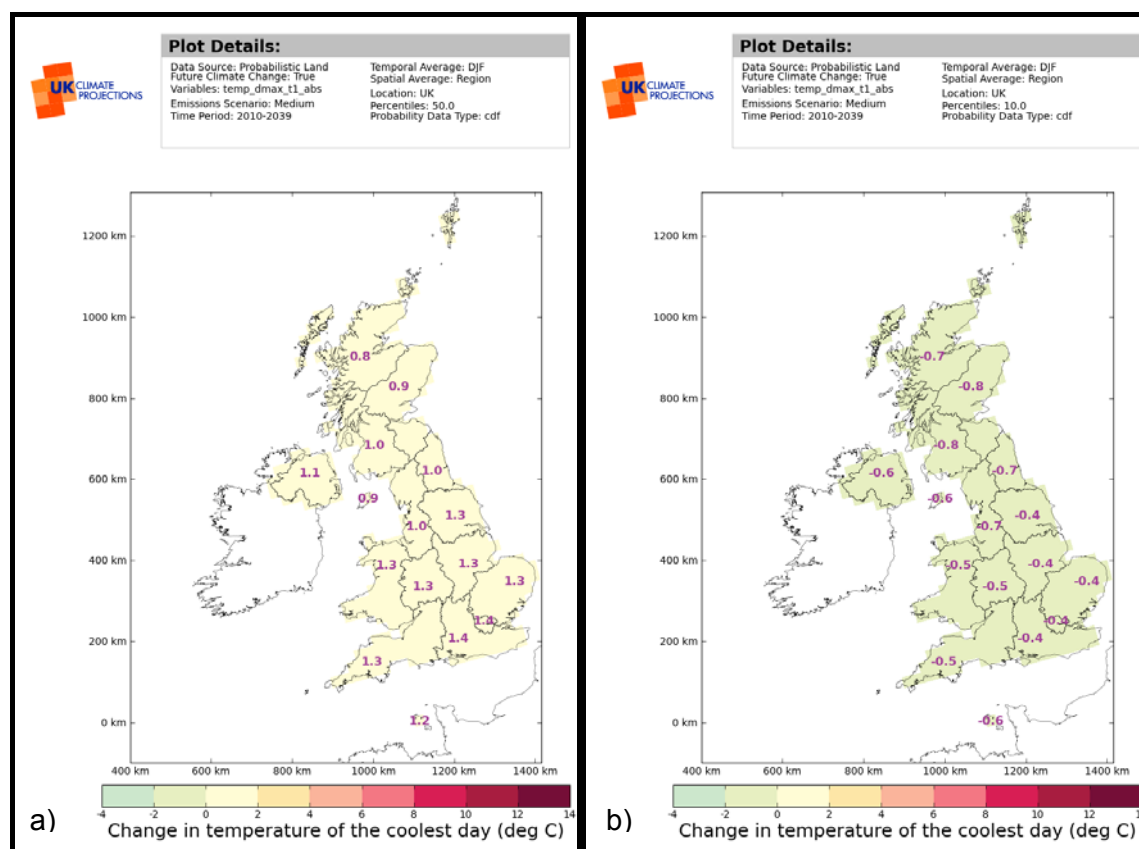 Plot Details:
Data Source: Probabilistic Land
Future Climate Change: True
Variables: temp_dmax_t1_abs
Emissions Scenario: Medium
Time Period: 2010-2039
Temporal Average: DJF
Spatial Average: Region
Location: UK
Percentiles: 50.0
Probability Data Type: cdf
UK CLIMATE
PROJECTIONS
1200 km
1000 km
800 km
600 km
400 km
200 km
0 km
0.8
0.9
1.0
1.1
1.0
0.9
1.3
1.0
1.3
1.3
1.3
1.3
1.4
1.4
1.3
1.2
400 km 600 km 800 km 1000 km 1200 km 1400 km
-4 -2 0 2 4 6 8 10 12 14
a) Change in temperature of the coolest day (deg C)
Plot Details:
Data Source: Probabilistic Land
Future Climate Change: True
Variables: temp_dmax_t1_abs
Emissions Scenario: Medium
Time Period: 2010-2039
Temporal Average: DJF
Spatial Average: Region
Location: UK
Percentiles: 10.0
Probability Data Type: cdf
UK CLIMATE
PROJECTIONS
1200 km
1000 km
800 km
600 km
400 km
200 km
0 km
-0.7
-0.8
-0.8
-0.6
-0.7
-0.6
-0.4
-0.7
-0.5
-0.4
-0.5
-0.4
-0.4
-0.4
-0.5
-0.6
400 km 600 km 800 km 1000 km 1200 km 1400 km
-4 -2 0 2 4 6 8 10 12
b) Change in temperature of the coolest day (deg C)